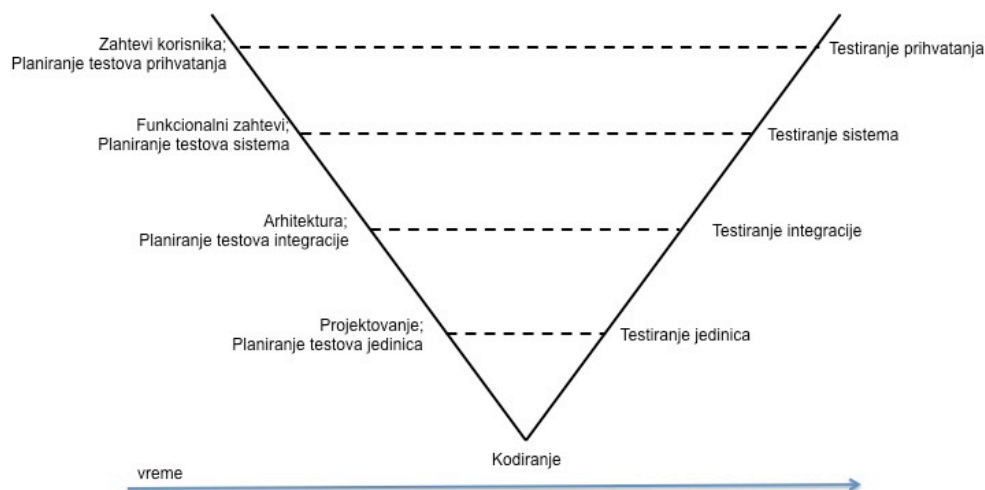 Zahtevi korisnika;
Planiranje testova prihvatanja
Testiranje prihvatanja
Funkcionalni zahtevi;
Planiranje testova sistema
Testiranje sistema
Arhitektura;
Planiranje testova integracije
Testiranje integracije
Projektovanje;
Planiranje testova jedinica
Testiranje jedinica
Kodiranje
vreme